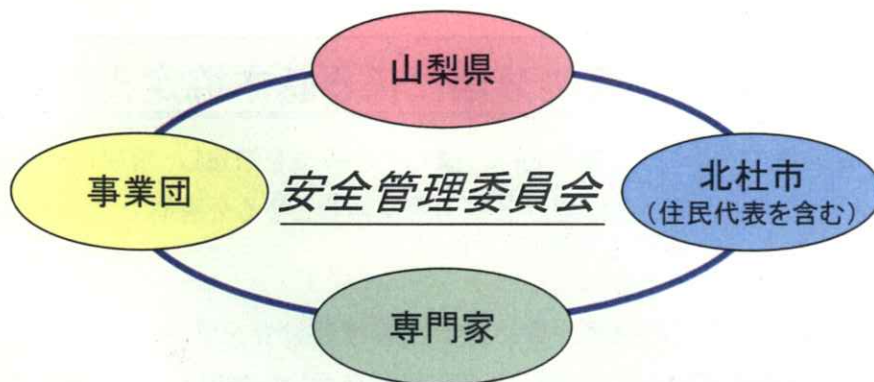 山梨県
事業団
安全管理委員会
北杜市
（住民代表を含む）
専門家